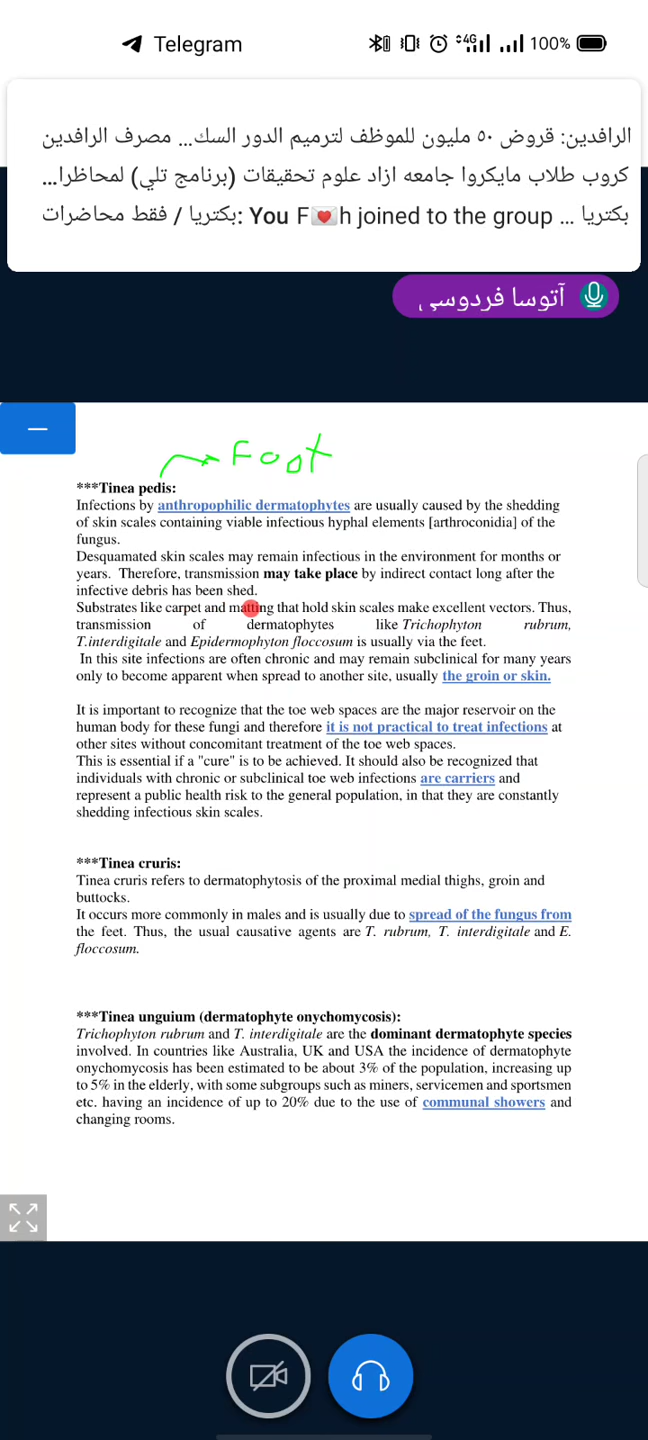 Telegram
4G 100%
الرافدين: قروض ٥٠ مليون للموظف لترميم الدور السك... مصرف الرافدين
كروب طلاب مايكروا جامعه ازاد علوم تحقيقات (برنامج تلي) لمحاظرا...
بكتريا / فقط محاضرات: You F💌h joined to the group ... بكتريا
آتوسا فردوسی
Foot
***Tinea pedis:
Infections by anthropophilic dermatophytes are usually caused by the shedding
of skin scales containing viable infectious hyphal elements [arthroconidia] of the
fungus.
Desquamated skin scales may remain infectious in the environment for months or
years. Therefore, transmission may take place by indirect contact long after the
infective debris has been shed.
Substrates like carpet and matting that hold skin scales make excellent vectors. Thus,
transmission of dermatophytes like Trichophyton rubrum,
T.interdigitale and Epidermophyton floccosum is usually via the feet.
In this site infections are often chronic and may remain subclinical for many years
only to become apparent when spread to another site, usually the groin or skin.
It is important to recognize that the toe web spaces are the major reservoir on the
human body for these fungi and therefore it is not practical to treat infections at
other sites without concomitant treatment of the toe web spaces.
This is essential if a "cure" is to be achieved. It should also be recognized that
individuals with chronic or subclinical toe web infections are carriers and
represent a public health risk to the general population, in that they are constantly
shedding infectious skin scales.
***Tinea cruris:
Tinea cruris refers to dermatophytosis of the proximal medial thighs, groin and
buttocks.
It occurs more commonly in males and is usually due to spread of the fungus from
the feet. Thus, the usual causative agents are T. rubrum, T. interdigitale and E.
floccosum.
***Tinea unguium (dermatophyte onychomycosis):
Trichophyton rubrum and T. interdigitale are the dominant dermatophyte species
involved. In countries like Australia, UK and USA the incidence of dermatophyte
onychomycosis has been estimated to be about 3% of the population, increasing up
to 5% in the elderly, with some subgroups such as miners, servicemen and sportsmen
etc. having an incidence of up to 20% due to the use of communal showers and
changing rooms.